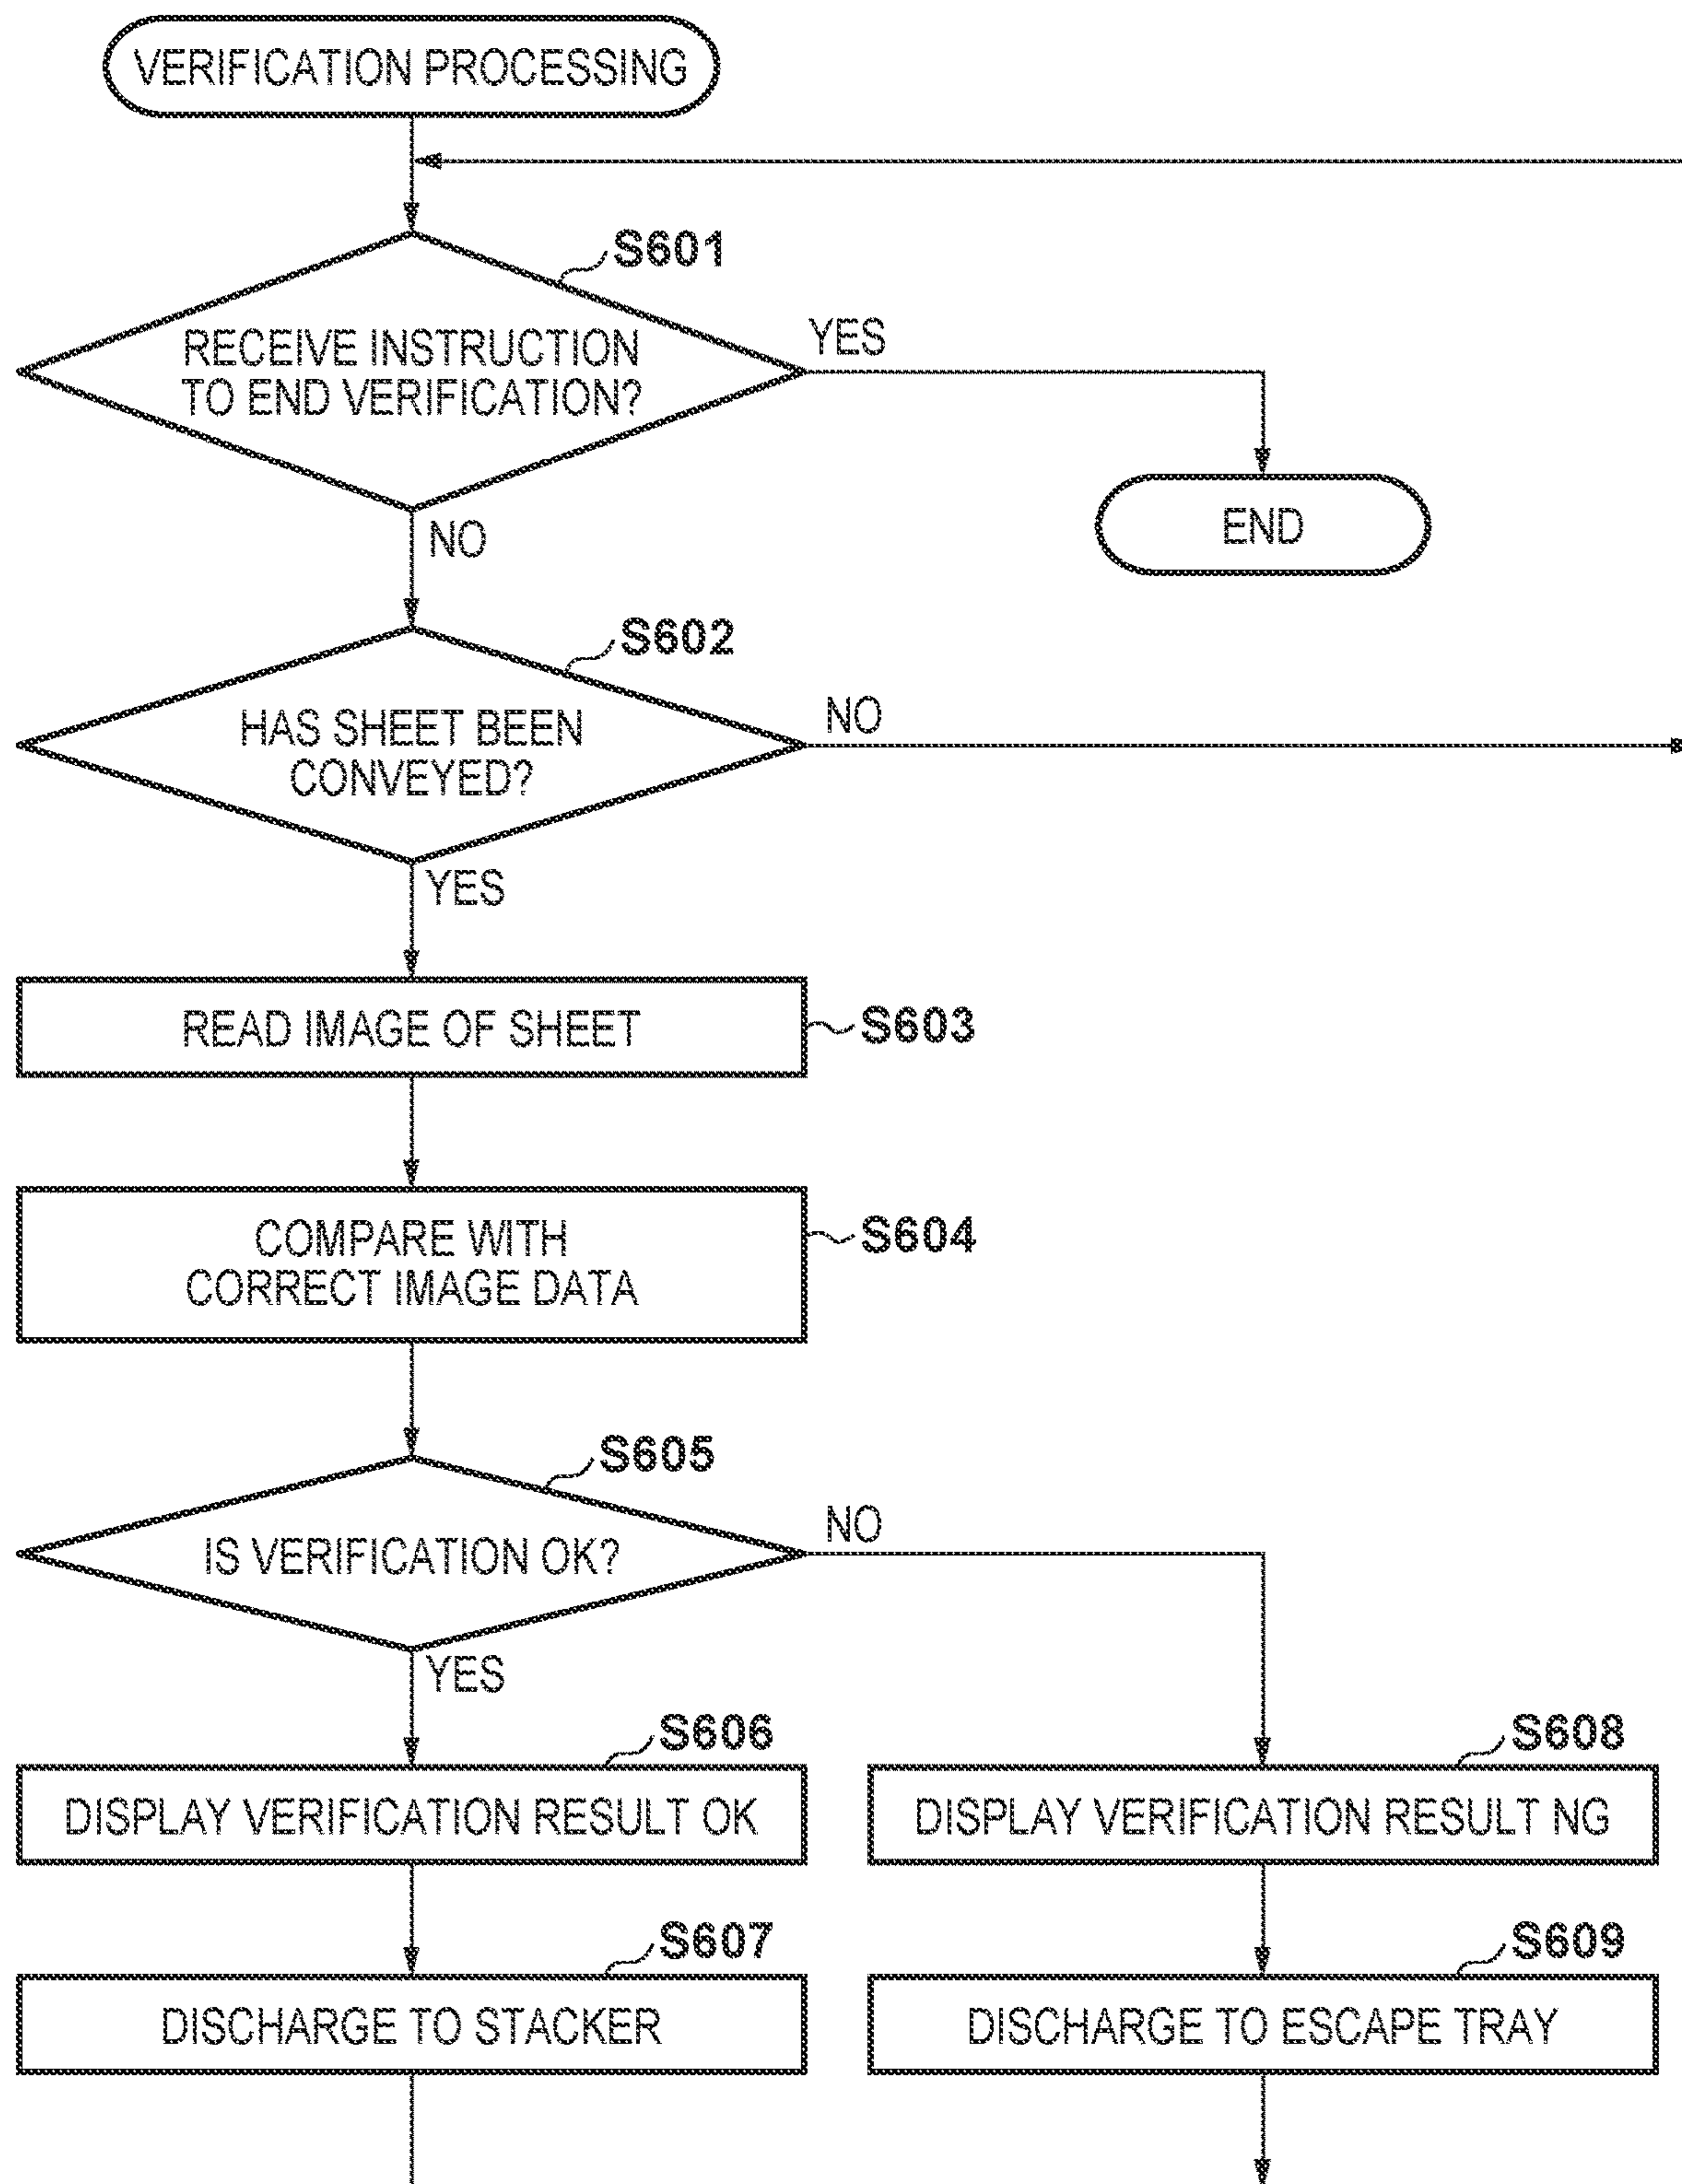 VERIFICATION PROCESSING
S601
RECEIVE INSTRUCTION
TO END VERIFICATION?
YES
END
NO
S602
HAS SHEET BEEN
CONVEYED?
NO
YES
READ IMAGE OF SHEET
S603
COMPARE WITH
CORRECT IMAGE DATA
S604
S605
IS VERIFICATION OK?
NO
YES
S606
DISPLAY VERIFICATION RESULT OK
S608
DISPLAY VERIFICATION RESULT NG
S607
DISCHARGE TO STACKER
S609
DISCHARGE TO ESCAPE TRAY